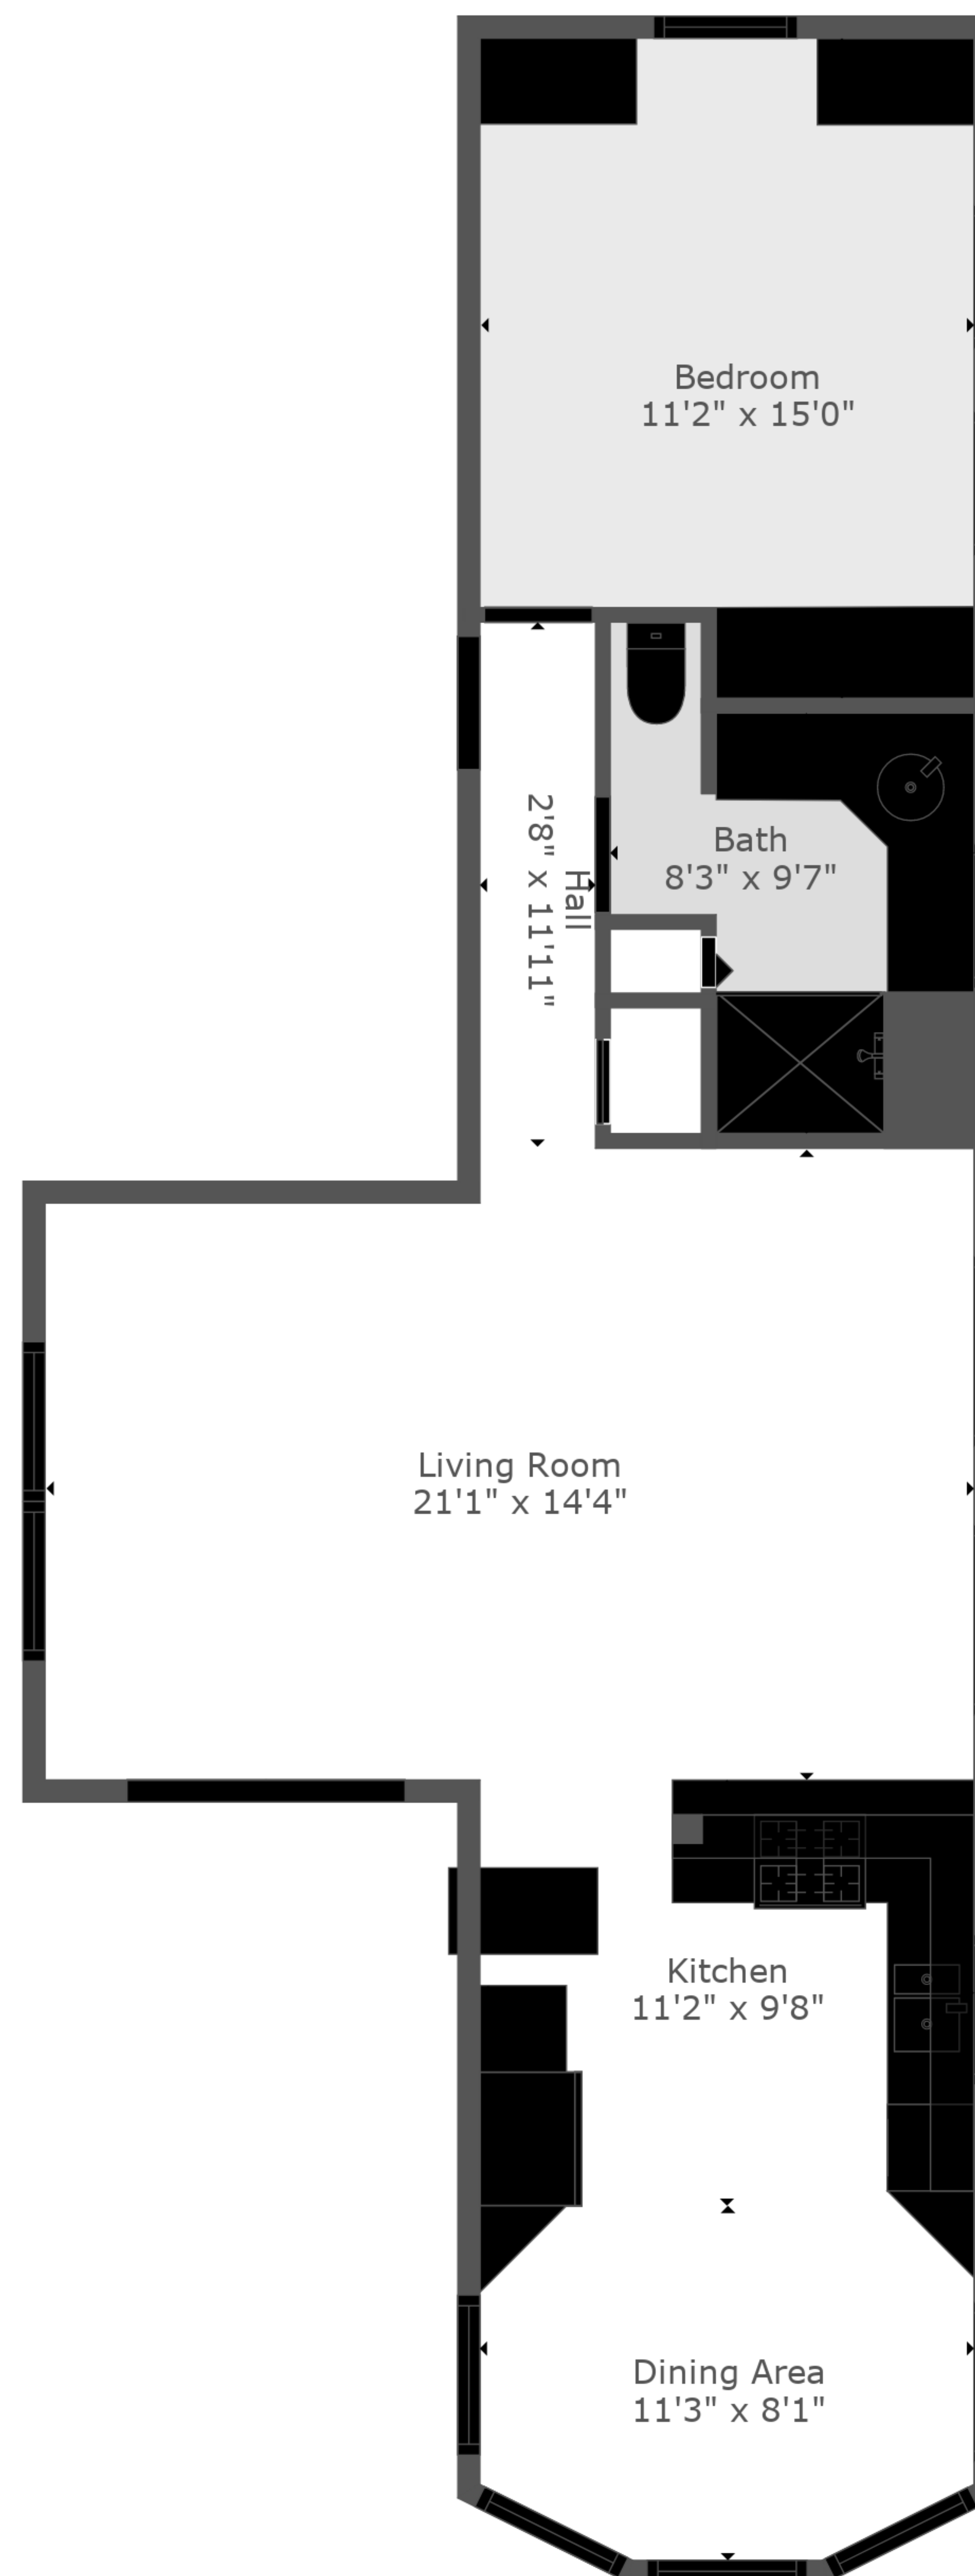 Bedroom
11'2" x 15'0"
Bath
8'3" x 9'7"
Hall
2'8" x 11'11"
Living Room
21'1" x 14'4"
Kitchen
11'2" x 9'8"
Dining Area
11'3" x 8'1"